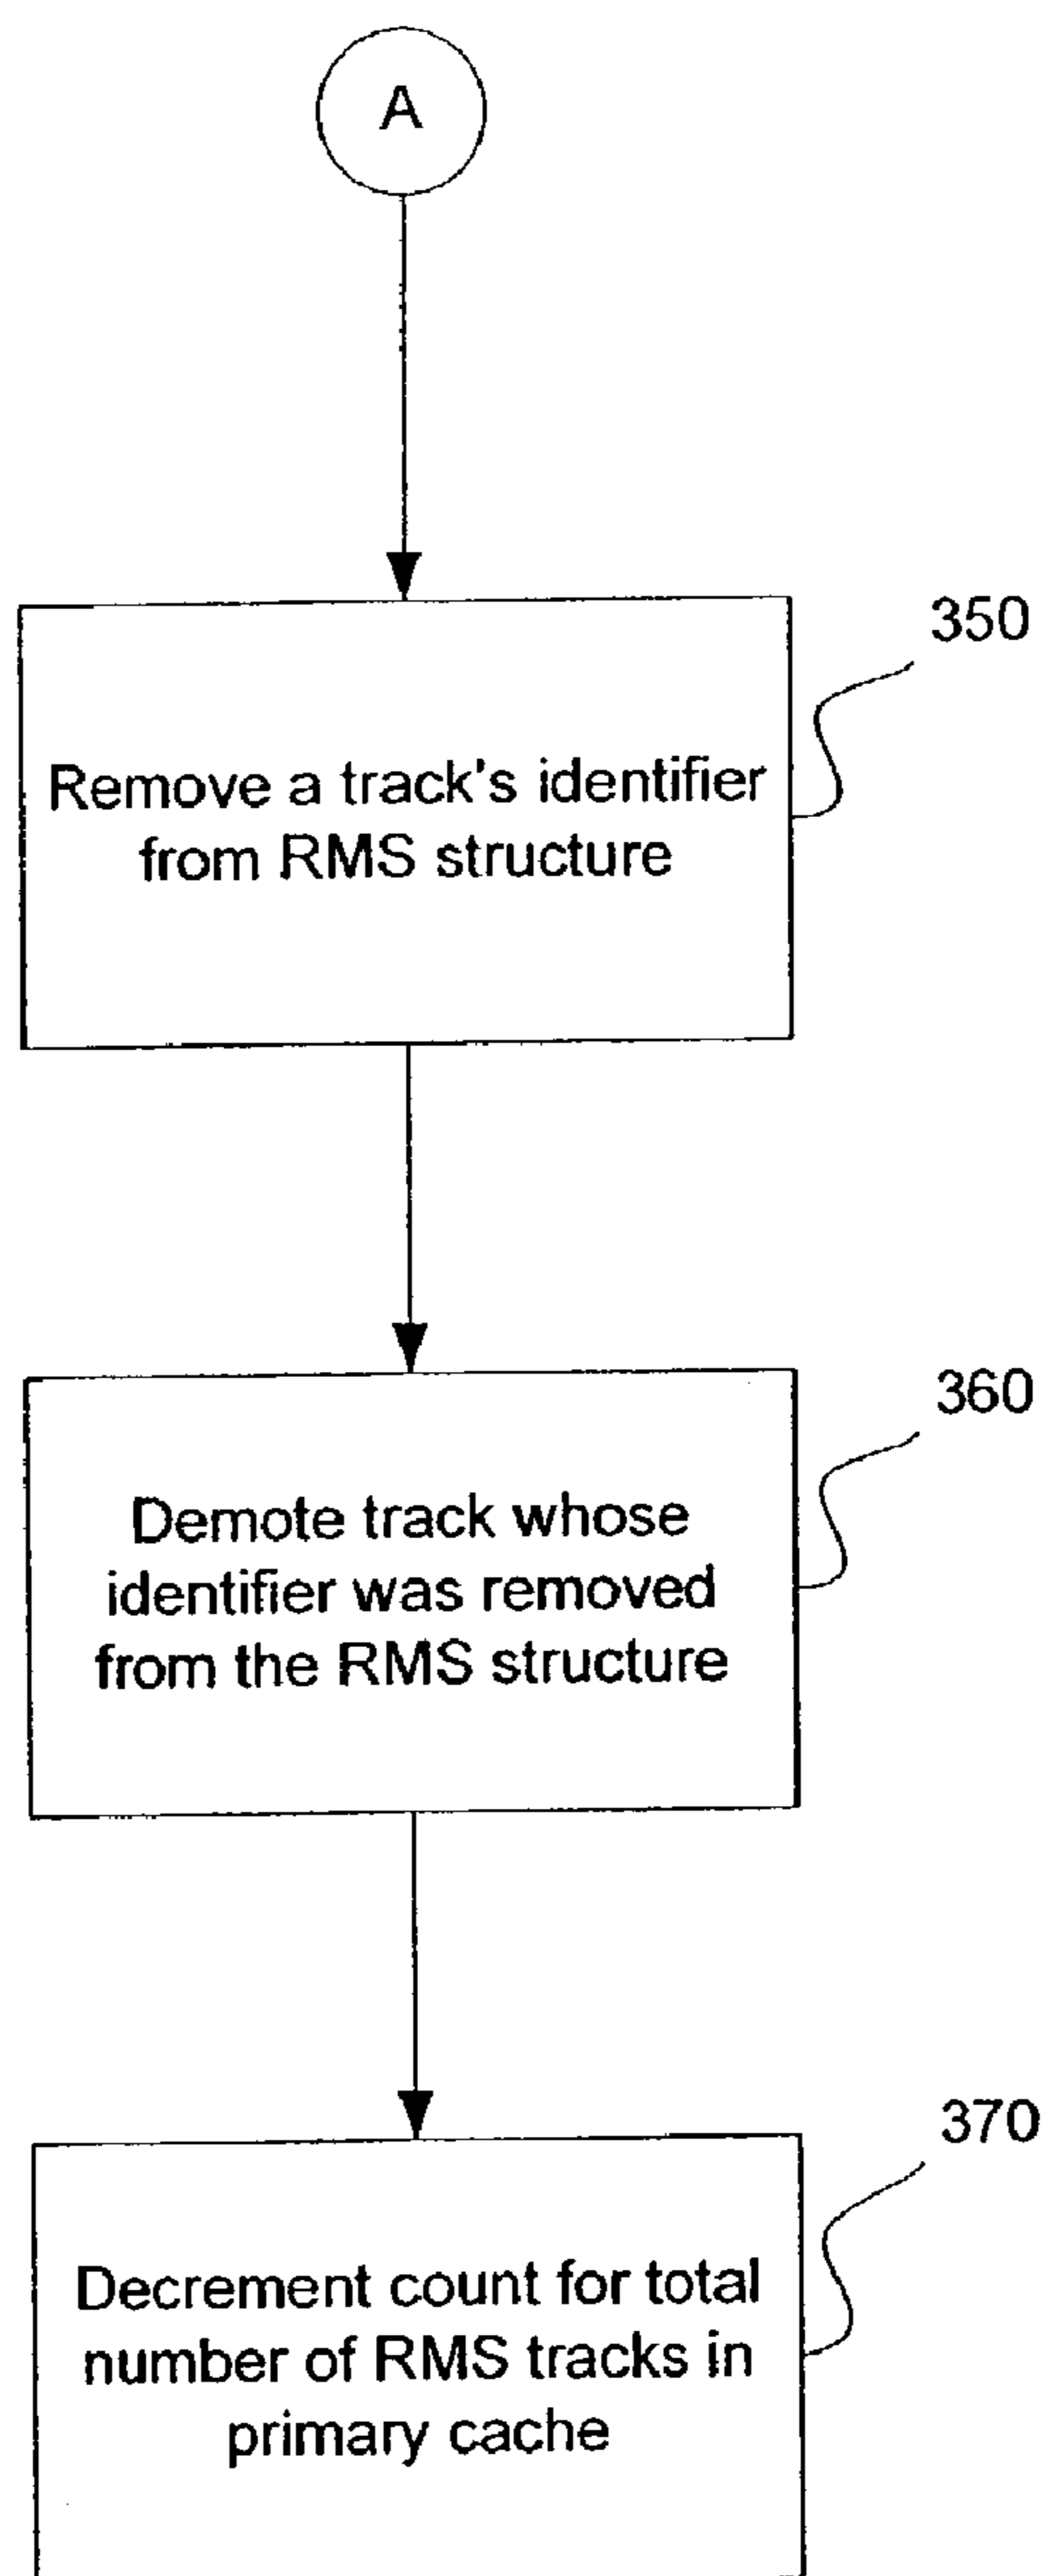 A
350
Remove a track's identifier
from RMS structure
360
Demote track whose
identifier was removed
from the RMS structure
370
Decrement count for total
number of RMS tracks in
primary cache